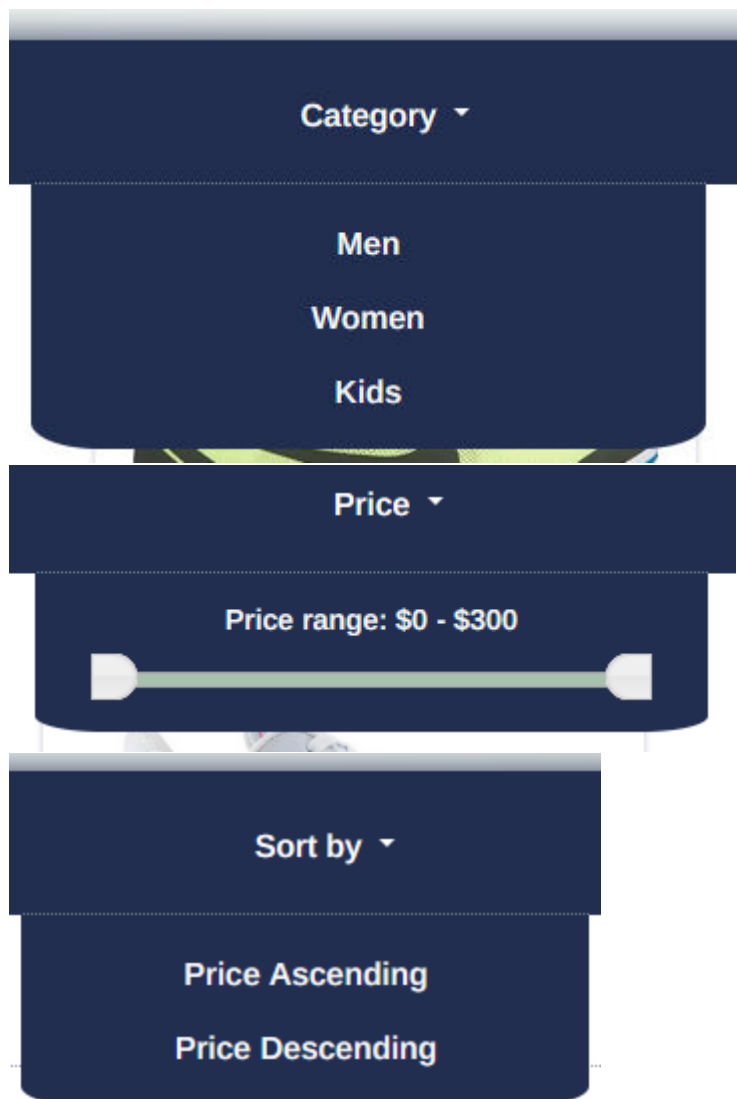 Category
Men
Women
Kids
Price
Price range: $0 - $300
Sort by
Price Ascending
Price Descending